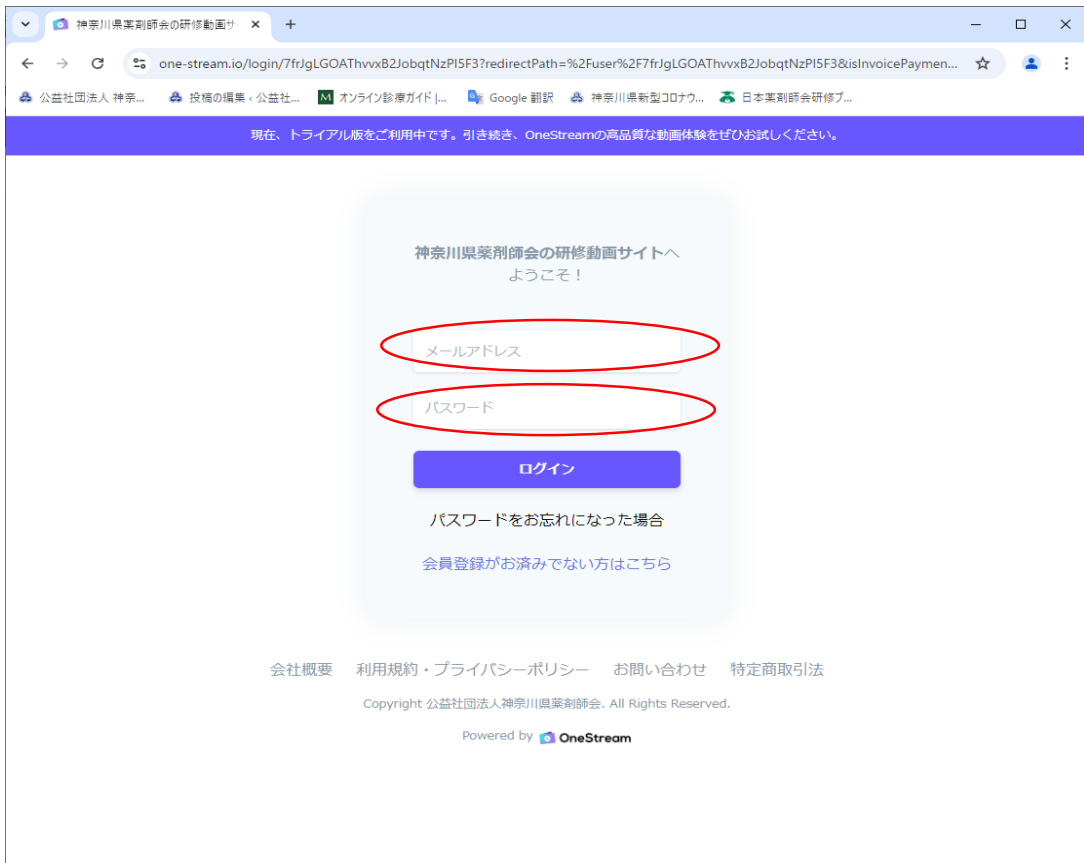 神奈川県薬剤師会の研修動画サ
one-stream.io/login/7frJgLGOAThvvxB2JobqtNzPI5F3?redirectPath=%2Fuser%2F7frJgLGOAThvvxB2JobqtNzPI5F3&isInvoicePaymen...
公益社団法人 神奈... 投稿の編集 ‹ 公益社... オンライン診療ガイド |... Google 翻訳 神奈川県新型コロナウ... 日本薬剤師会研修プ...
現在、トライアル版をご利用中です。引き続き、OneStreamの高品質な動画体験をぜひお試しください。
神奈川県薬剤師会の研修動画サイトへ
ようこそ！
メールアドレス
パスワード
ログイン
パスワードをお忘れになった場合
会員登録がお済みでない方はこちら
会社概要 利用規約・プライバシーポリシー お問い合わせ 特定商取引法
Copyright 公益社団法人神奈川県薬剤師会. All Rights Reserved.
Powered by OneStream